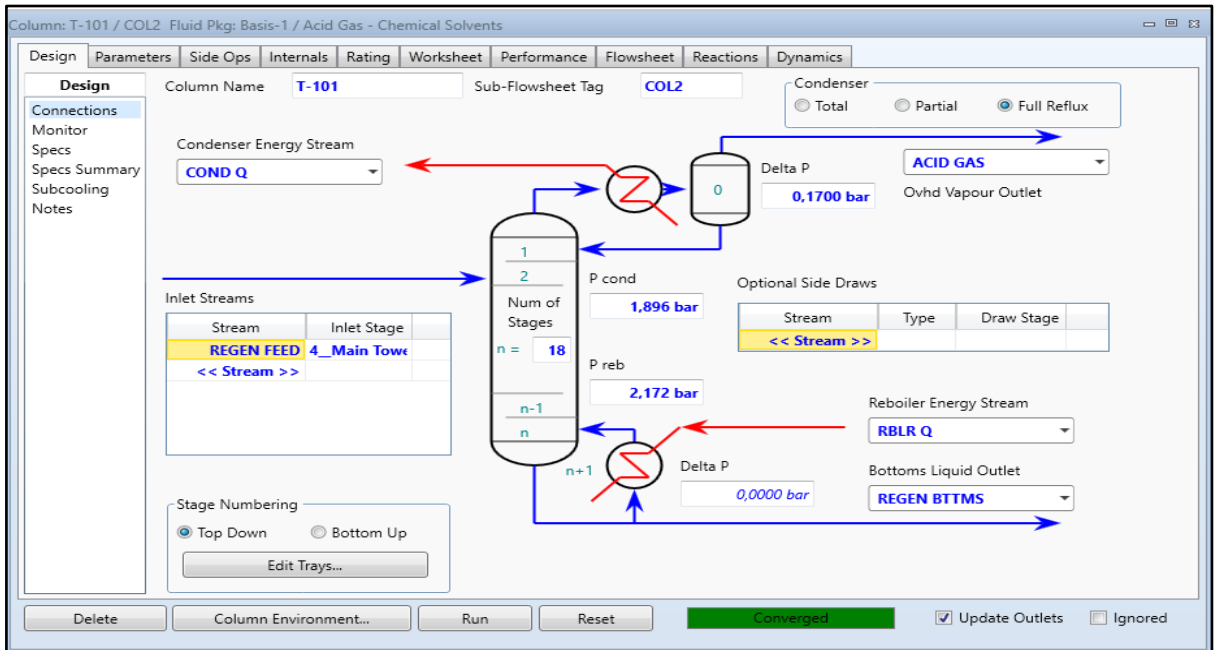 Column: T-101 / COL2 Fluid Pkg: Basis-1 / Acid Gas - Chemical Solvents
Design Parameters Side Ops Internals Rating Worksheet Performance Flowsheet Reactions Dynamics
Design
Connections
Monitor
Specs
Specs Summary
Subcooling
Notes
Column Name T-101 Sub-Flowsheet Tag COL2
Condenser
Total Partial Full Reflux
Condenser Energy Stream
COND Q
0
Delta P
0,1700 bar
ACID GAS
Ovhd Vapour Outlet
1
2
Num of
Stages
n = 18
n-1
n
n+1
P cond
1,896 bar
P reb
2,172 bar
Inlet Streams
Stream Inlet Stage
REGEN FEED 4__Main Towe
<< Stream >>
Optional Side Draws
Stream Type Draw Stage
<< Stream >>
Reboiler Energy Stream
RBLR Q
Delta P
0,0000 bar
Bottoms Liquid Outlet
REGEN BTTMS
Stage Numbering
Top Down Bottom Up
Edit Trays...
Delete Column Environment... Run Reset Converged Update Outlets Ignored